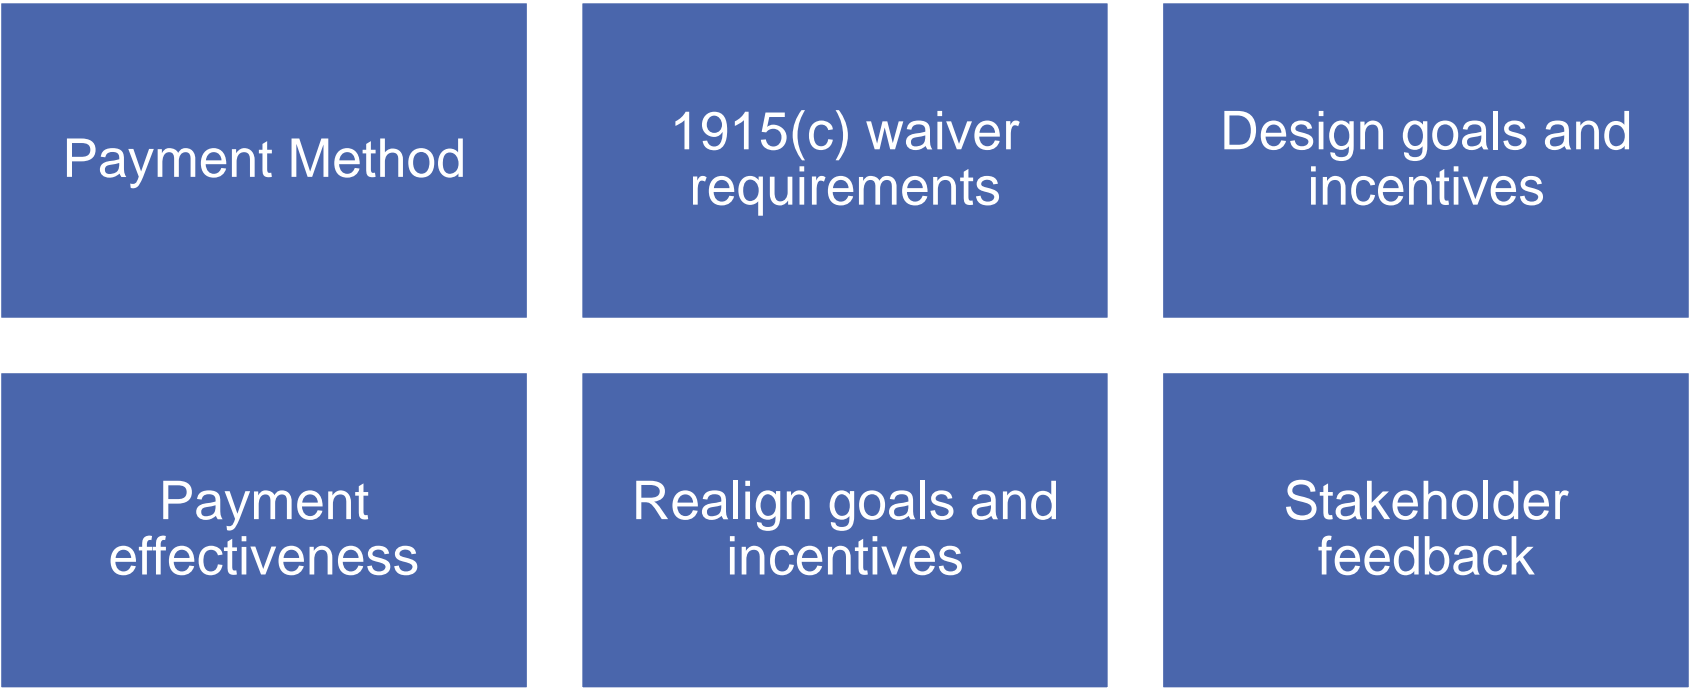 Payment Method
1915(c) waiver
requirements
Design goals and
incentives
Payment
effectiveness
Realign goals and
incentives
Stakeholder
feedback